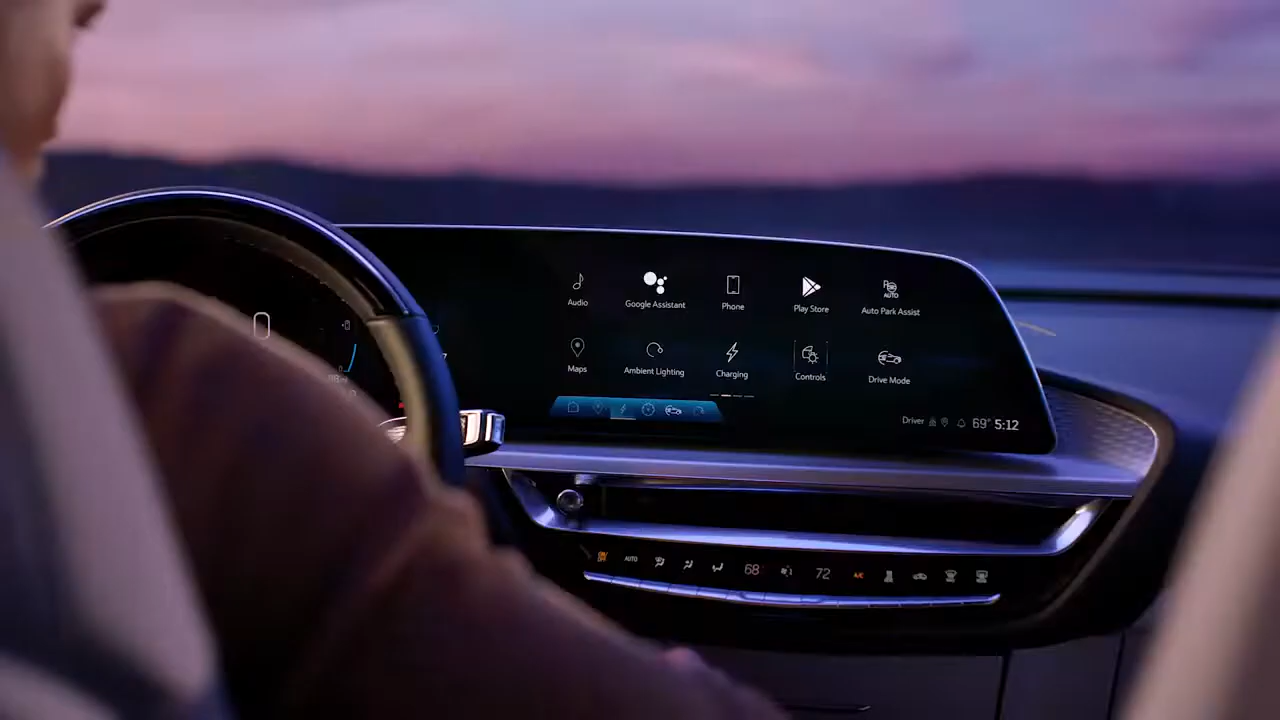 Audio
Google Assistant
Phone
Play Store
P
AUTO
Auto Park Assist
Maps
Ambient Lighting
Charging
Controls
Drive Mode
Driver 69° 5:12
AUTO 68 72 A/C